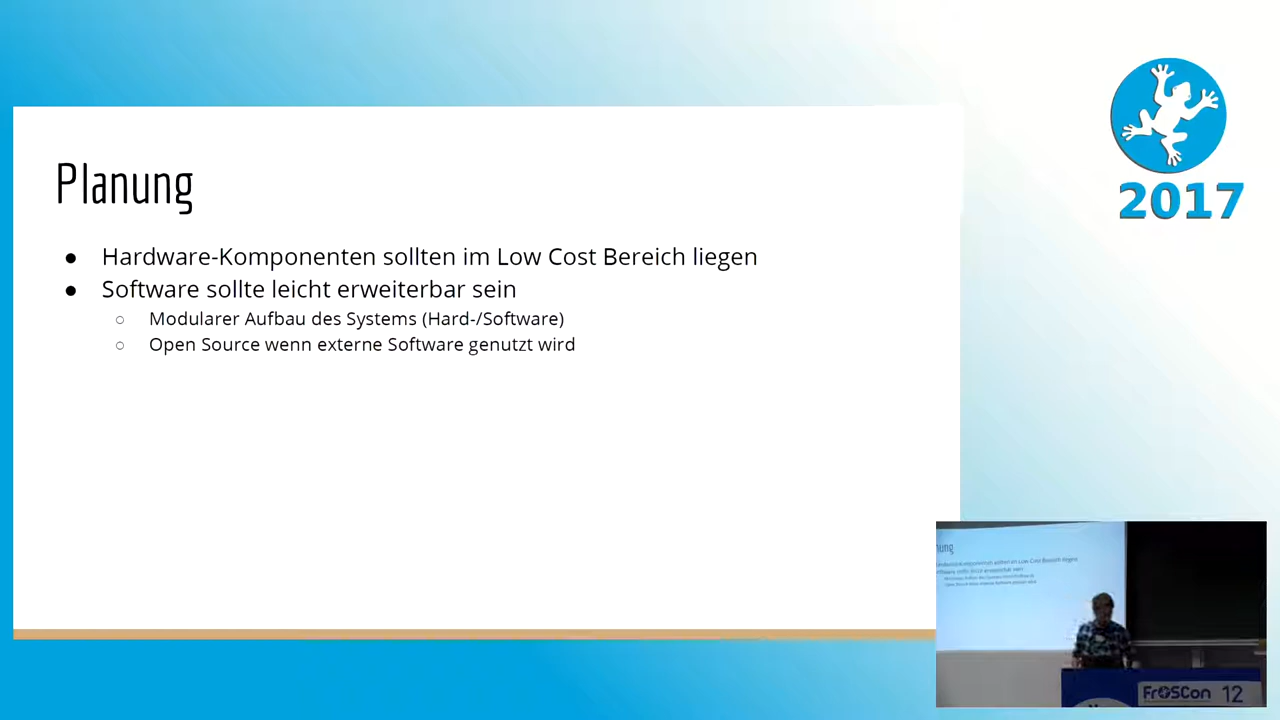 Planung
● Hardware-Komponenten sollten im Low Cost Bereich liegen
● Software sollte leicht erweiterbar sein
○ Modularer Aufbau des Systems (Hard-/Software)
○ Open Source wenn externe Software genutzt wird
2017
nung
FrOSCon 12